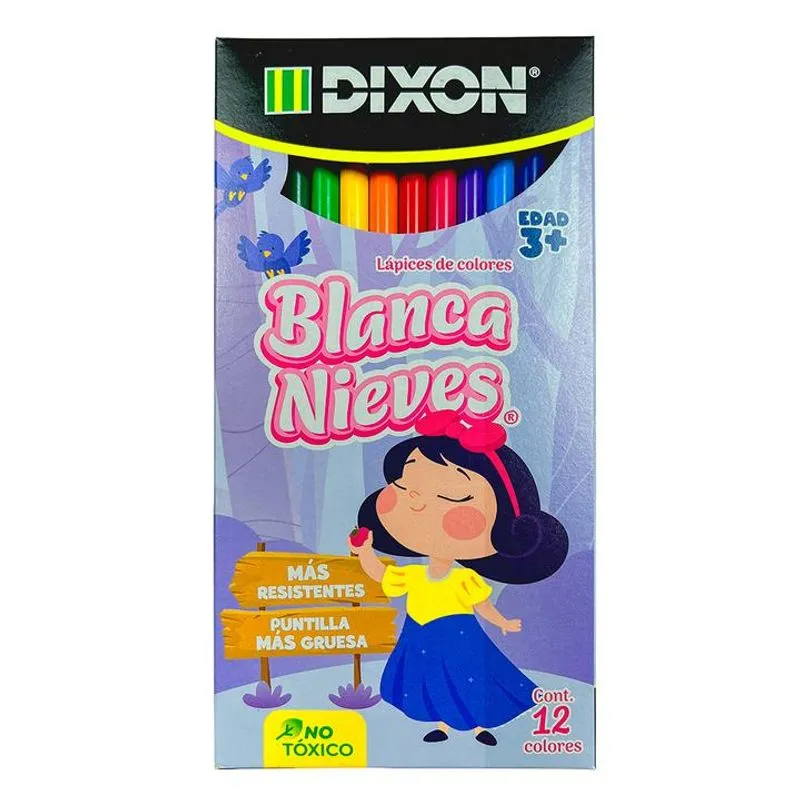 DIXON®
EDAD
3+
Lápices de colores
Blanca
Nieves®
MÁS
RESISTENTES
PUNTILLA
MÁS GRUESA
Cont.
12
colores
NO
TÓXICO